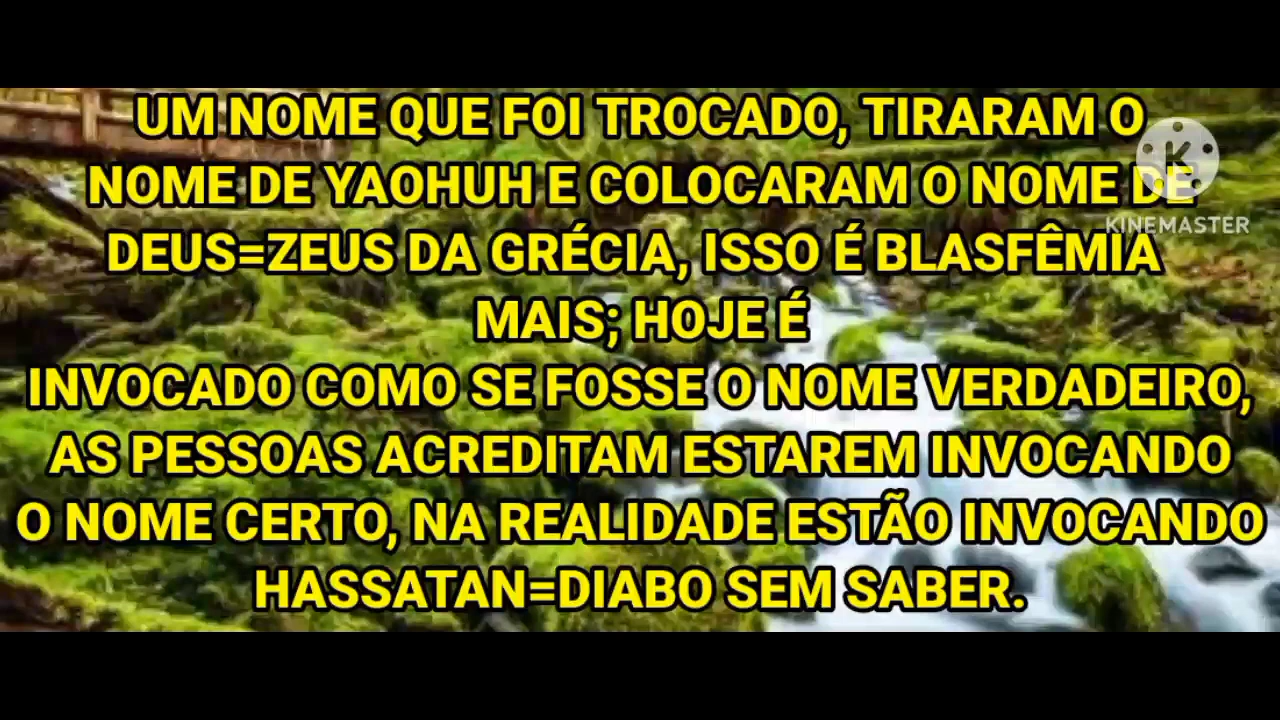 UM NOME QUE FOI TROCADO, TIRARAM O
NOME DE YAOHUH E COLOCARAM O NOME DE
DEUS=ZEUS DA GRÉCIA, ISSO É BLASFÊMIA
MAIS; HOJE É
INVOCADO COMO SE FOSSE O NOME VERDADEIRO,
AS PESSOAS ACREDITAM ESTAREM INVOCANDO
O NOME CERTO, NA REALIDADE ESTÃO INVOCANDO
HASSATAN=DIABO SEM SABER.
K
KINEMASTER